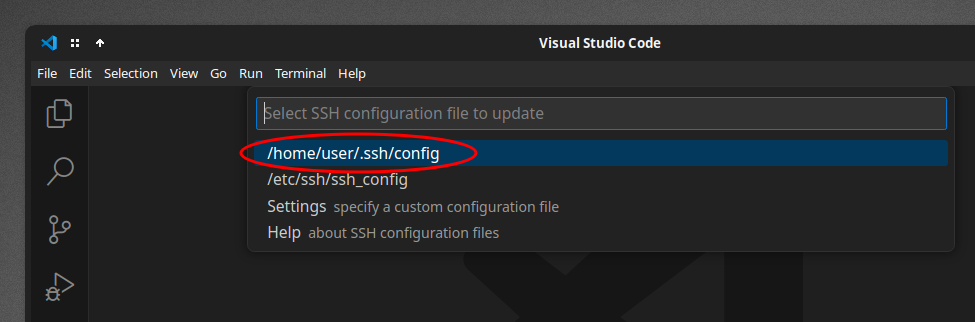 Visual Studio Code
File Edit Selection View Go Run Terminal Help
Select SSH configuration file to update
/home/user/.ssh/config
/etc/ssh/ssh_config
Settings specify a custom configuration file
Help about SSH configuration files